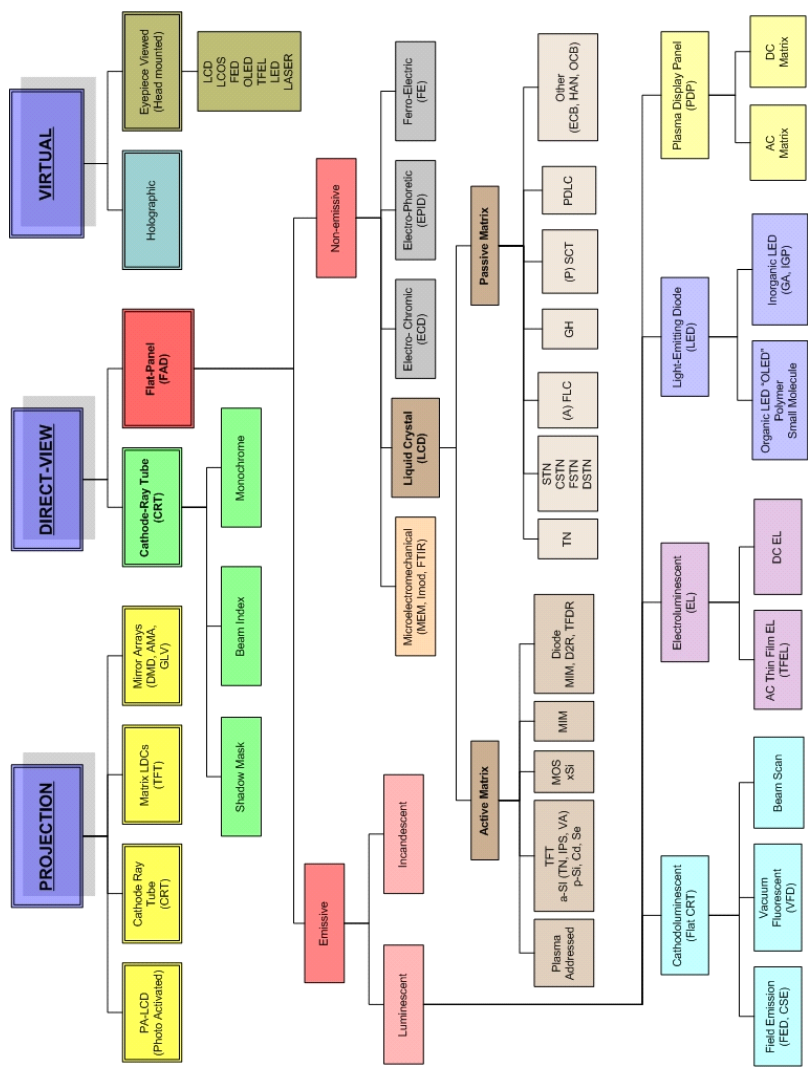 PROJECTION
DIRECT-VIEW
VIRTUAL
PA-LCD
(Photo Activated)
Cathode Ray
Tube
(CRT)
Matrix LDCs
(TFT)
Mirror Arrays
(DMD, AMA,
GLV)
Cathode-Ray Tube
(CRT)
Flat-Panel
(FAD)
Holographic
Eyepiece Viewed
(Head mounted)
Shadow Mask
Beam Index
Monochrome
LCD
LCOS
FED
OLED
TFEL
LED
LASER
Emissive
Non-emissive
Luminescent
Incandescent
Microelectromechanical
(MEM, Imod, FTIR)
Liquid Crystal
(LCD)
Electro- Chromic
(ECD)
Electro-Phoretic
(EPID)
Ferro-Electric
(FE)
Active Matrix
Passive Matrix
Plasma
Addressed
TFT
a-Si (TN, IPS, VA)
p-Si, Cd, Se
MOS
xSi
MIM
Diode
MIM, D2R, TFDR
TN
STN
CSTN
FSTN
DSTN
(A) FLC
GH
(P) SCT
PDLC
Other
(ECB, HAN, OCB)
Cathodoluminescent
(Flat CRT)
Electroluminescent
(EL)
Light-Emitting Diode
(LED)
Plasma Display Panel
(PDP)
Field Emission
(FED, CSE)
Vacuum
Fluorescent
(VFD)
Beam Scan
AC Thin Film EL
(TFEL)
DC EL
Organic LED "OLED"
Polymer
Small Molecule
Inorganic LED
(GA, IGP)
AC
Matrix
DC
Matrix